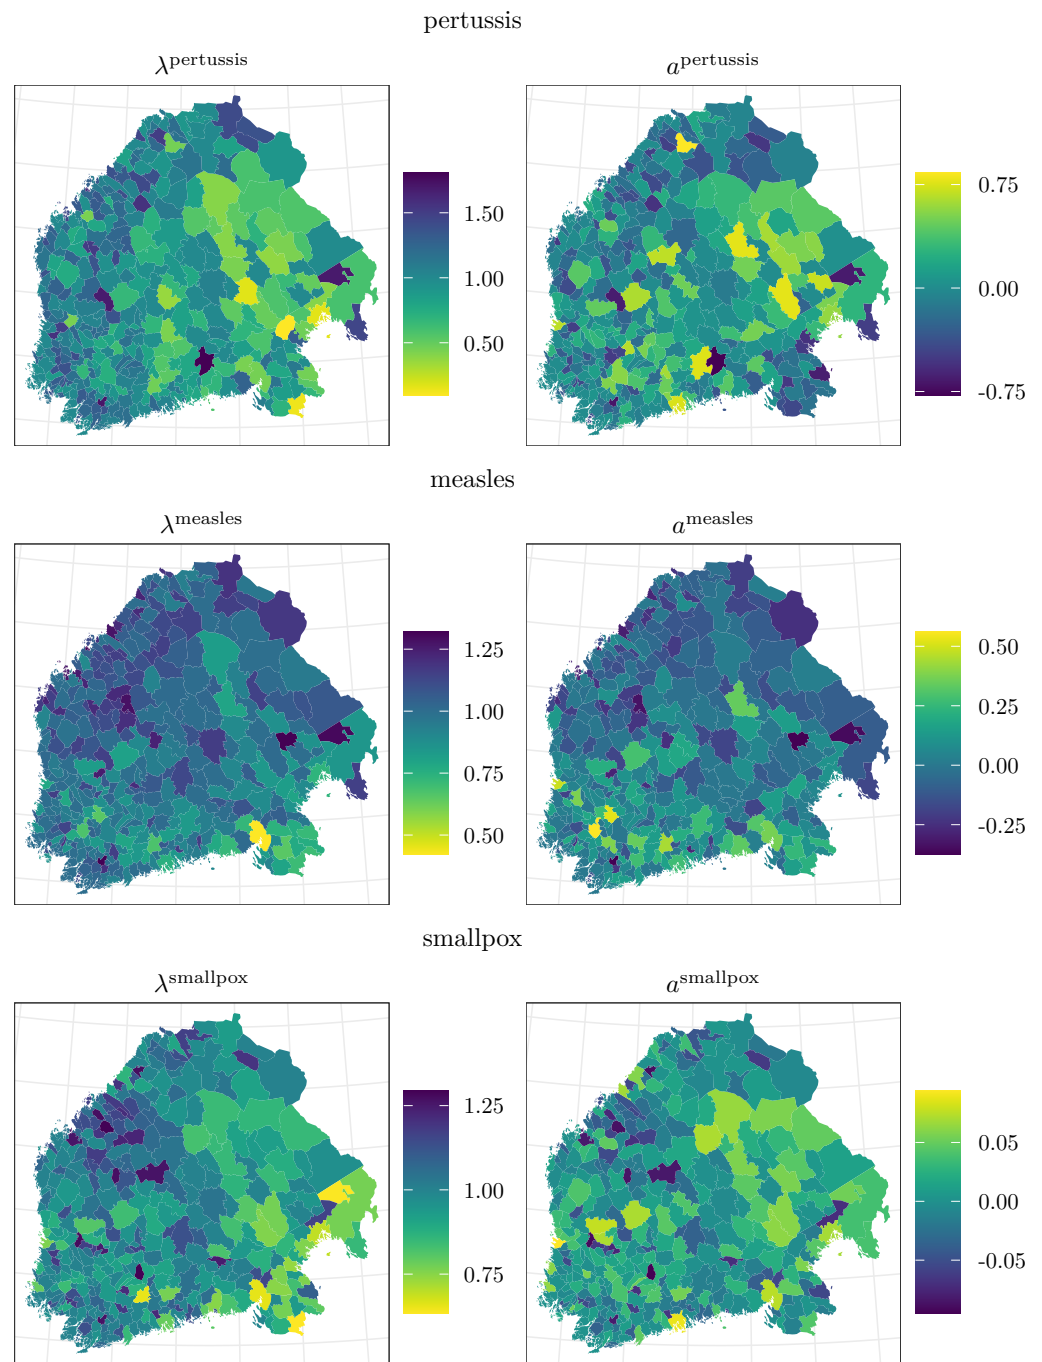 pertussis
λ^pertussis
a^pertussis
1.50
1.00
0.50
0.75
0.00
-0.75
measles
λ^measles
a^measles
1.25
1.00
0.75
0.50
0.50
0.25
0.00
-0.25
smallpox
λ^smallpox
a^smallpox
1.25
1.00
0.75
0.05
0.00
-0.05